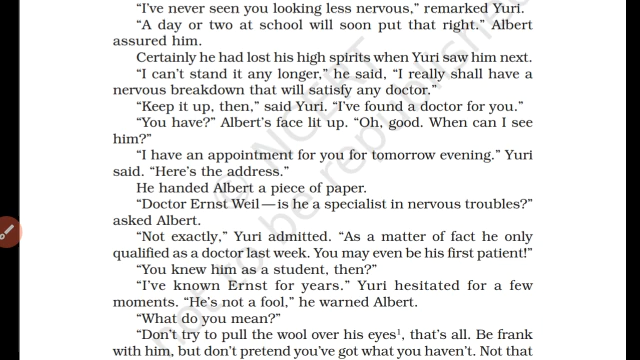 “I’ve never seen you looking less nervous,” remarked Yuri.
“A day or two at school will soon put that right.” Albert
assured him.
Certainly he had lost his high spirits when Yuri saw him next.
“I can’t stand it any longer,” he said, “I really shall have a
nervous breakdown that will satisfy any doctor.”
“Keep it up, then,” said Yuri. “I’ve found a doctor for you.”
“You have?” Albert’s face lit up. “Oh, good. When can I see
him?”
“I have an appointment for you for tomorrow evening.” Yuri
said. “Here’s the address.”
He handed Albert a piece of paper.
“Doctor Ernst Weil—is he a specialist in nervous troubles?”
asked Albert.
“Not exactly,” Yuri admitted. “As a matter of fact he only
qualified as a doctor last week. You may even be his first patient!”
“You knew him as a student, then?”
“I’ve known Ernst for years.” Yuri hesitated for a few
moments. “He’s not a fool,” he warned Albert.
“What do you mean?”
“Don’t try to pull the wool over his eyes¹, that’s all. Be frank
with him, but don’t pretend you’ve got what you haven’t. Not that
© NCERT
not to be republished